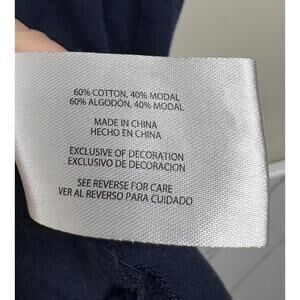 60% COTTON, 40% MODAL
60% ALGODÓN, 40% MODAL
MADE IN CHINA
HECHO EN CHINA
EXCLUSIVE OF DECORATION
EXCLUSIVO DE DECORACION
SEE REVERSE FOR CARE
VER AL REVERSO PARA CUIDADO